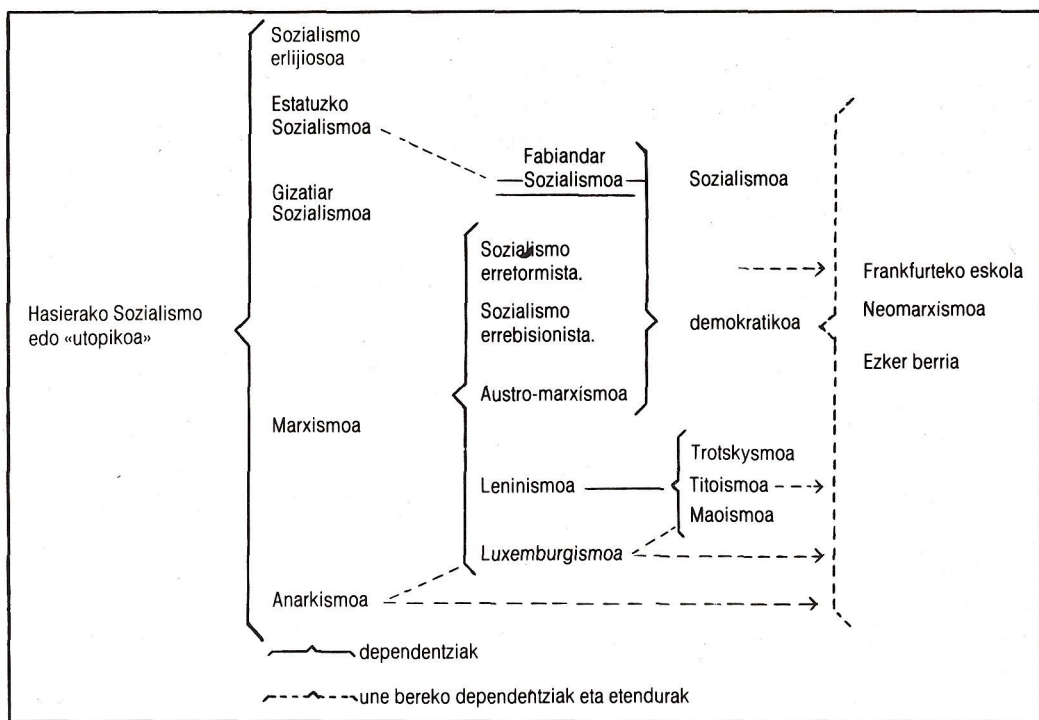 Hasierako Sozialismo
edo «utopikoa»
Sozialismo
erlijiosoa
Estatuzko
Sozialismoa
Gizatiar
Sozialismoa
Marxismoa
Anarkismoa
Fabiandar
Sozialismoa
Sozialismo
erretormista.
Sozialismo
errebisionista.
Austro-marxismoa
Leninismoa
Luxemburgismoa
Sozialismoa
demokratikoa
Trotskysmoa
Titoismoa
Maoismoa
Frankfurteko eskola
Neomarxismoa
Ezker berria
dependentziak
une bereko dependentziak eta etendurak